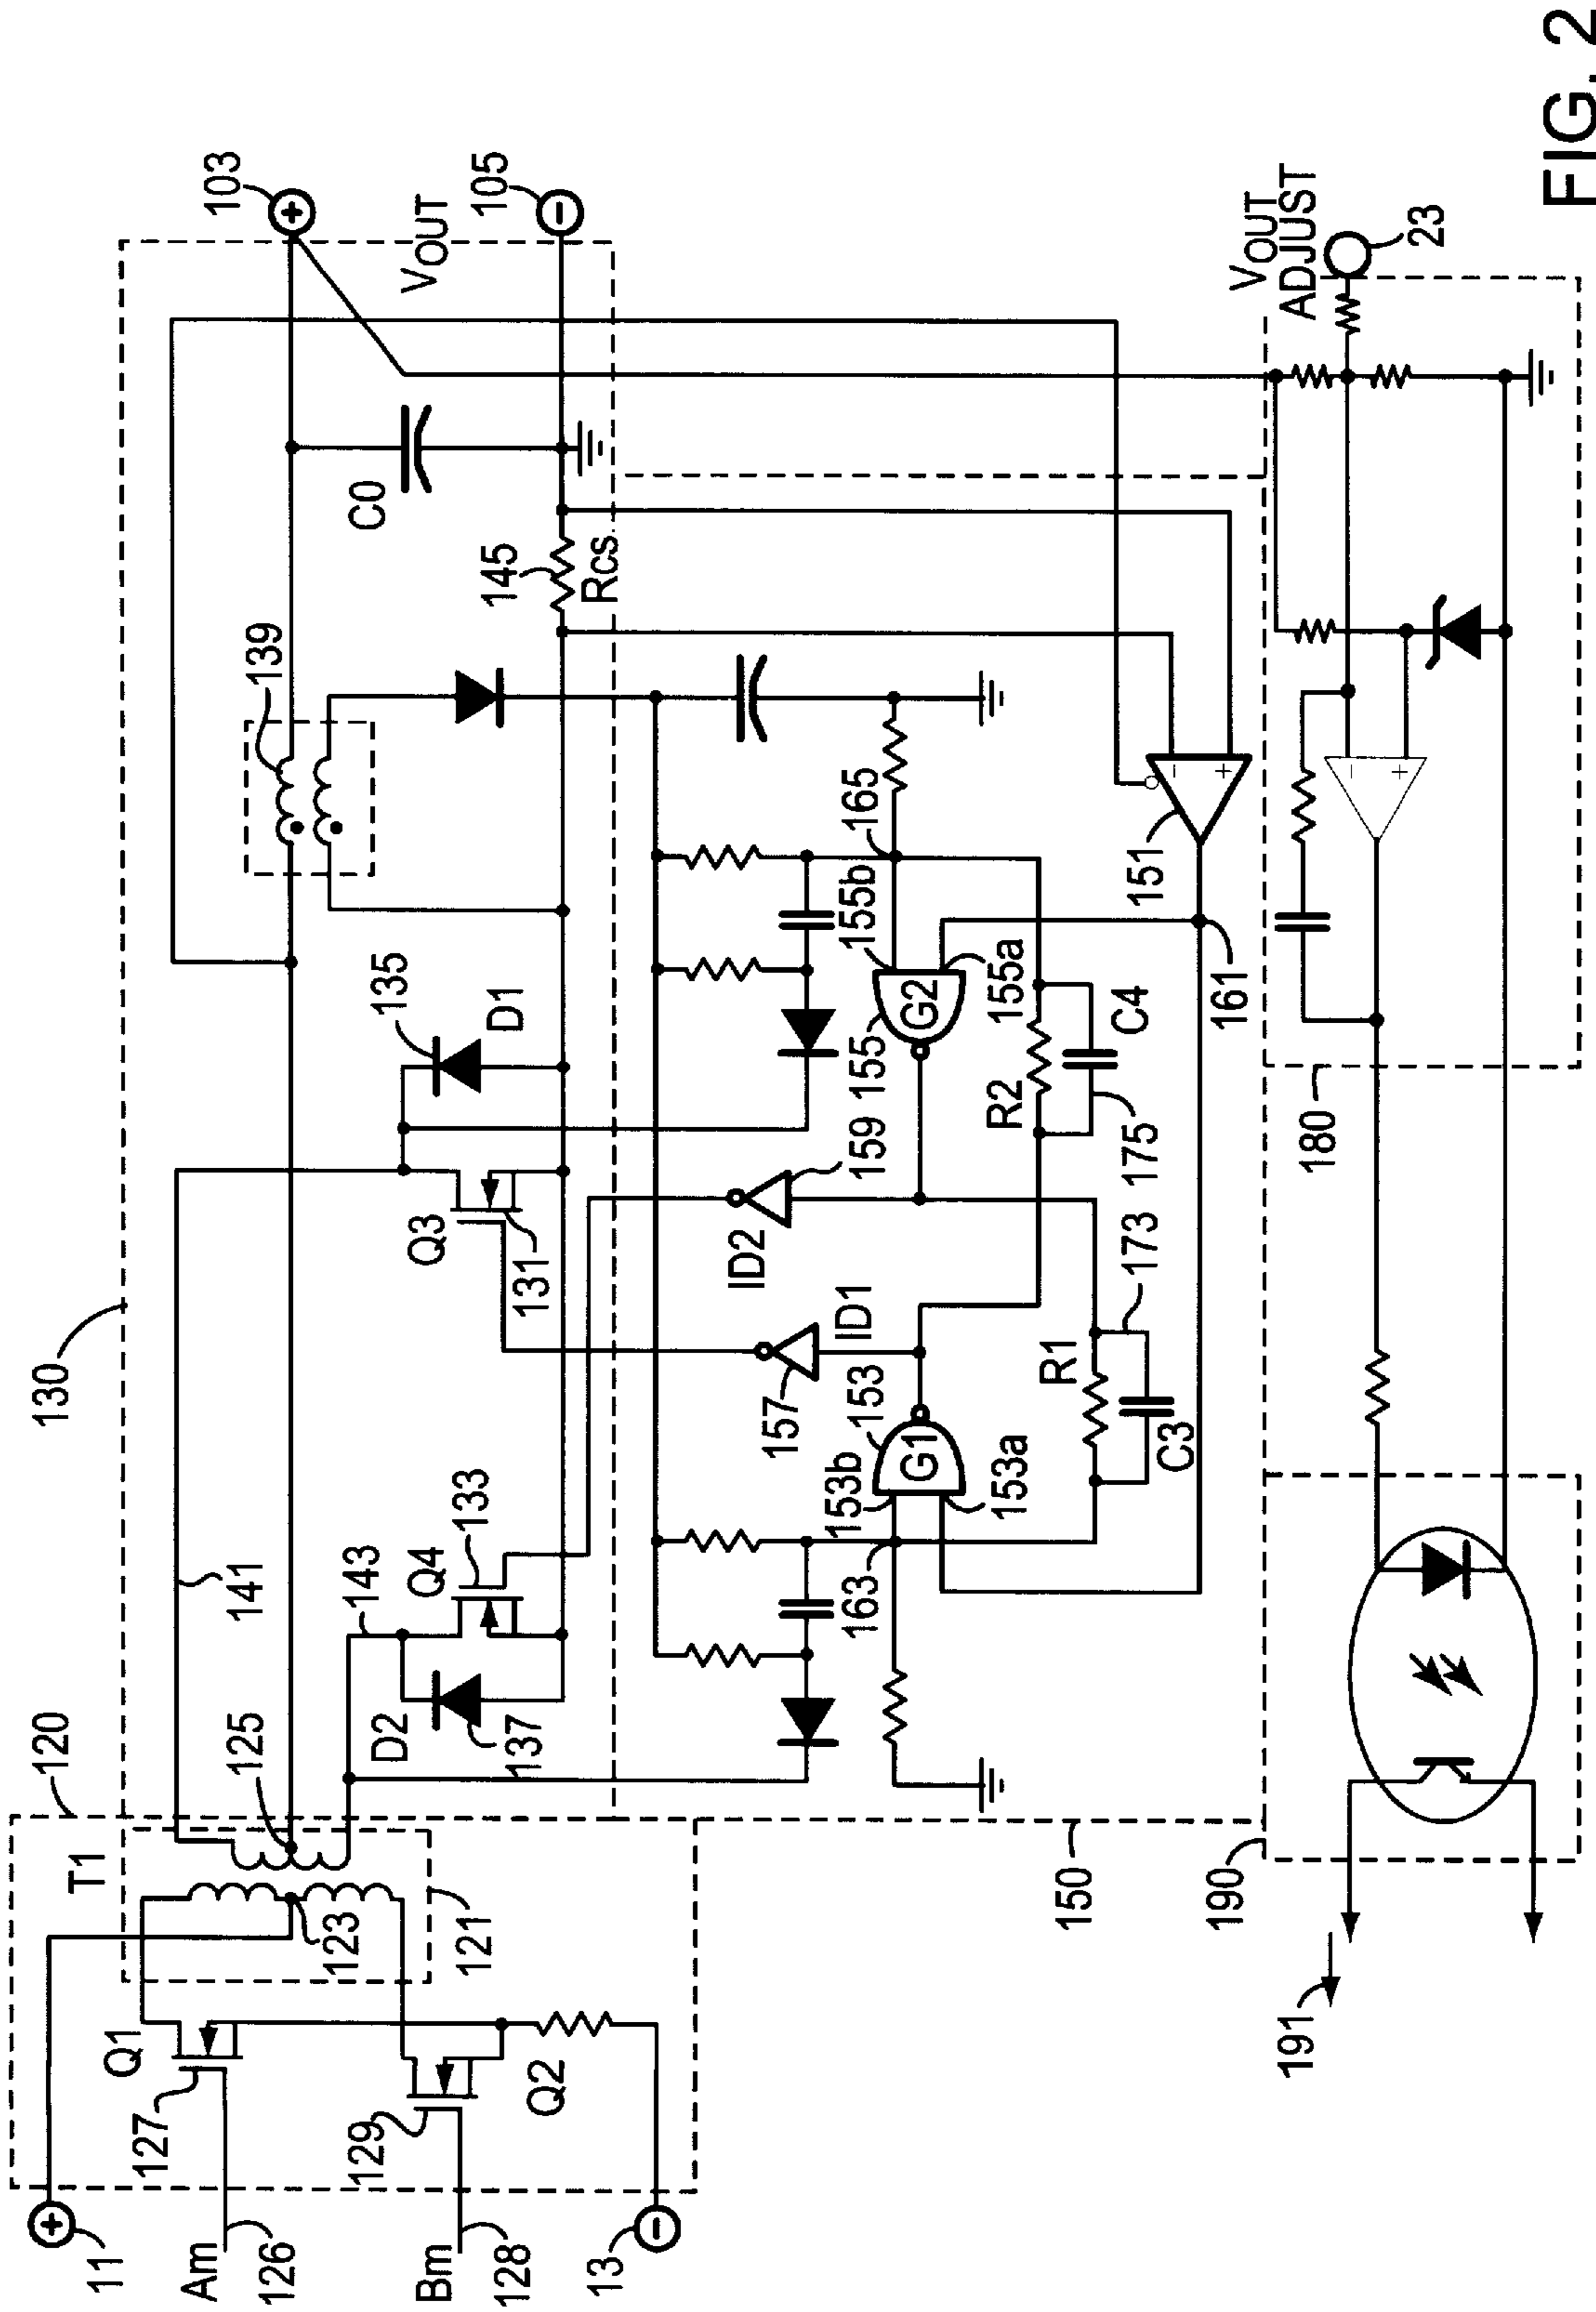 FIG. 2
130
120
T1
141
125
103
139
C0
VOUT
105
145
Rcs
135
D1
Q3
131
Q4
133
143
D2
137
123
121
Q1
127
129
Q2
11
Am
126
Bm
128
13
165
155b
155
G2
155a
159
ID2
157
ID1
153
G1
153b
153a
163
R1
C3
173
R2
C4
175
151
161
150
180
190
191
VOUT
ADJUST
23
+
−
+
−
−
+
−
+